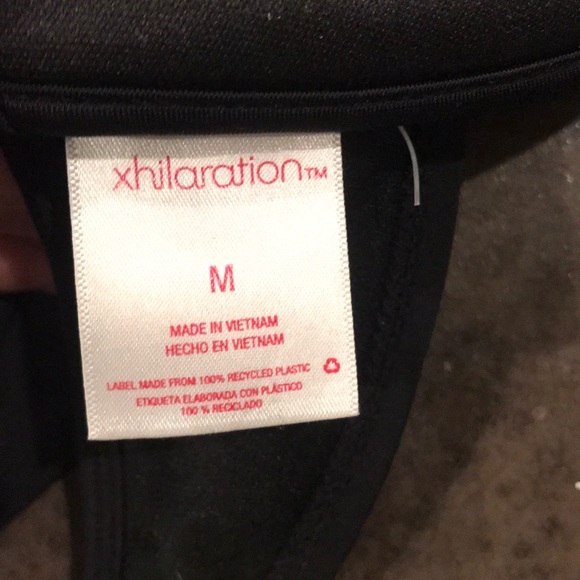 xhilaration™
M
MADE IN VIETNAM
HECHO EN VIETNAM
LABEL MADE FROM 100% RECYCLED PLASTIC
ETIQUETA ELABORADA CON PLÁSTICO
100 % RECICLADO